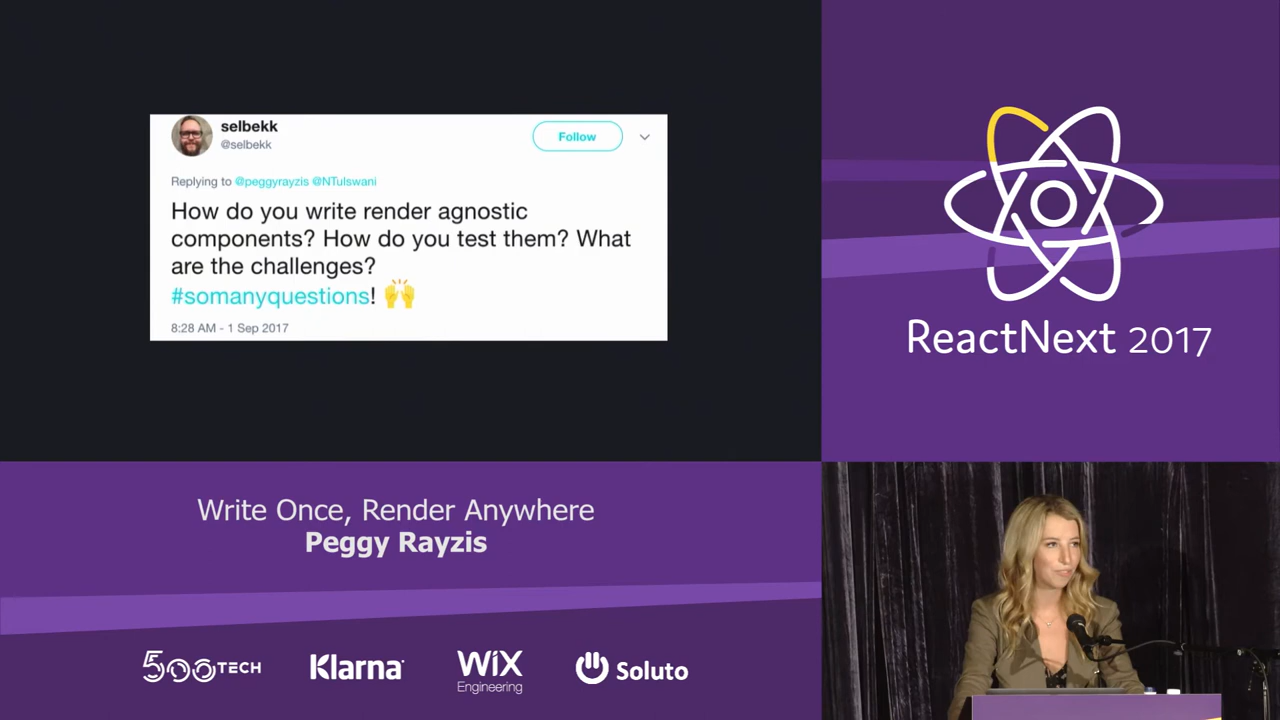 selbekk
@selbekk
Follow
Replying to @peggyrayzis @NTulswani
How do you write render agnostic
components? How do you test them? What
are the challenges?
#somanyquestions! 🙌
8:28 AM - 1 Sep 2017
ReactNext 2017
Write Once, Render Anywhere
Peggy Rayzis
500TECH
Klarna
WiX
Engineering
Soluto